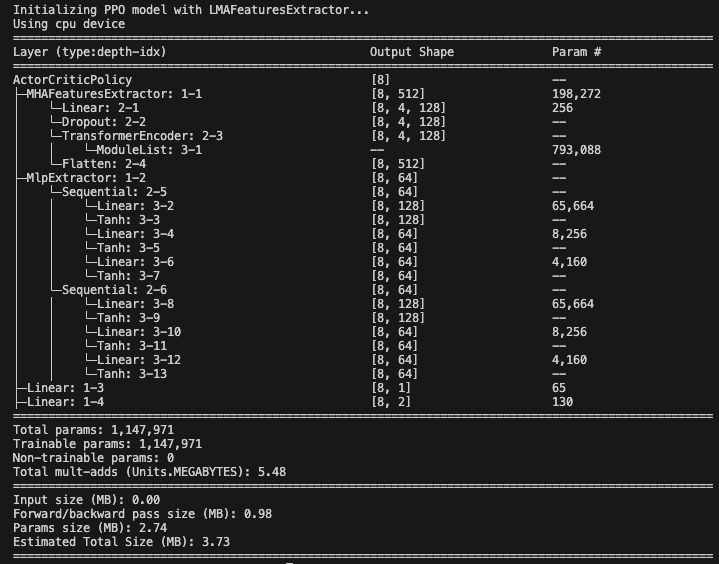 Initializing PPO model with LMAFeaturesExtractor...
Using cpu device
==========================================================================================
Layer (type:depth-idx)                             Output Shape              Param #
==========================================================================================
ActorCriticPolicy                                  [8]                       --
├─MHAFeaturesExtractor: 1-1                        [8, 512]                  198,272
│    └─Linear: 2-1                                 [8, 4, 128]               256
│    └─Dropout: 2-2                                [8, 4, 128]               --
│    └─TransformerEncoder: 2-3                     [8, 4, 128]               --
│    │    └─ModuleList: 3-1                        --                        793,088
│    └─Flatten: 2-4                                [8, 512]                  --
├─MlpExtractor: 1-2                                [8, 64]                   --
│    └─Sequential: 2-5                             [8, 64]                   --
│    │    └─Linear: 3-2                            [8, 128]                  65,664
│    │    └─Tanh: 3-3                              [8, 128]                  --
│    │    └─Linear: 3-4                            [8, 64]                   8,256
│    │    └─Tanh: 3-5                              [8, 64]                   --
│    │    └─Linear: 3-6                            [8, 64]                   4,160
│    │    └─Tanh: 3-7                              [8, 64]                   --
│    └─Sequential: 2-6                             [8, 64]                   --
│    │    └─Linear: 3-8                            [8, 128]                  65,664
│    │    └─Tanh: 3-9                              [8, 128]                  --
│    │    └─Linear: 3-10                           [8, 64]                   8,256
│    │    └─Tanh: 3-11                             [8, 64]                   --
│    │    └─Linear: 3-12                           [8, 64]                   4,160
│    │    └─Tanh: 3-13                             [8, 64]                   --
├─Linear: 1-3                                      [8, 1]                    65
├─Linear: 1-4                                      [8, 2]                    130
==========================================================================================
Total params: 1,147,971
Trainable params: 1,147,971
Non-trainable params: 0
Total mult-adds (Units.MEGABYTES): 5.48
==========================================================================================
Input size (MB): 0.00
Forward/backward pass size (MB): 0.98
Params size (MB): 2.74
Estimated Total Size (MB): 3.73
==========================================================================================